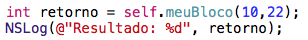 int retorno = self.meuBloco(10,22);
NSLog(@"Resultado: %d", retorno);